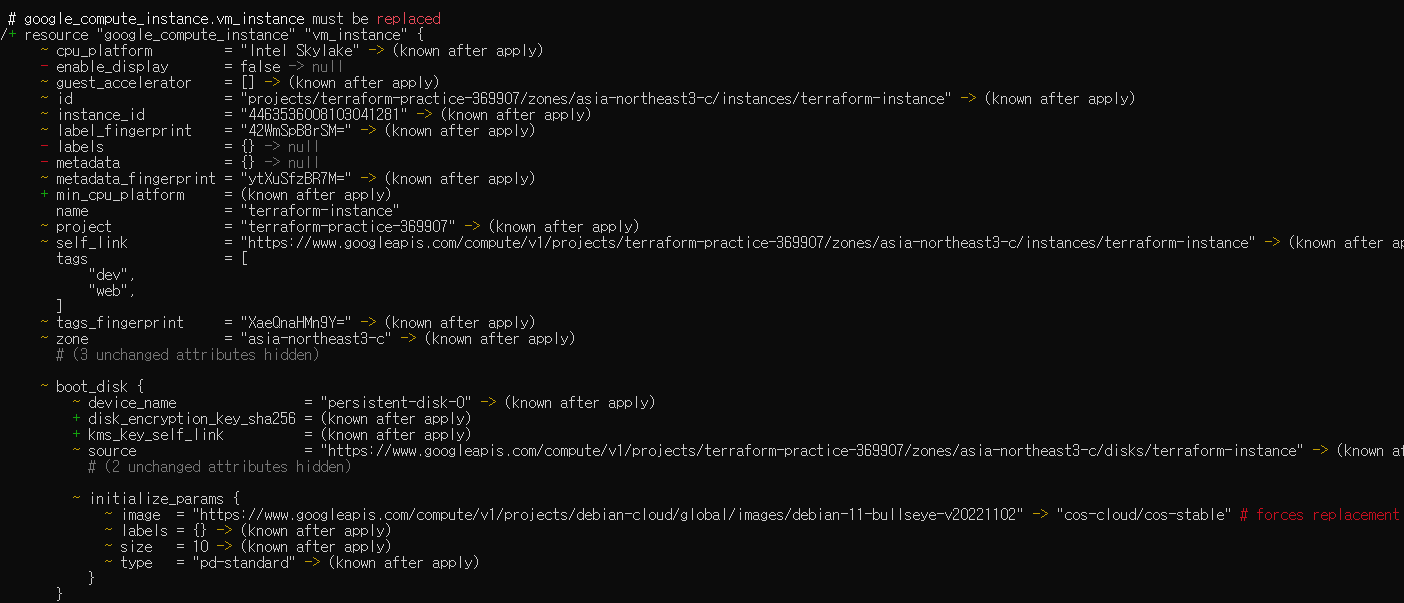 # google_compute_instance.vm_instance must be replaced
/+ resource "google_compute_instance" "vm_instance" {
~ cpu_platform = "Intel Skylake" -> (known after apply)
- enable_display = false -> null
~ guest_accelerator = [] -> (known after apply)
~ id = "projects/terraform-practice-369907/zones/asia-northeast3-c/instances/terraform-instance" -> (known after apply)
~ instance_id = "4463536008103041281" -> (known after apply)
~ label_fingerprint = "42WmSpB8rSM=" -> (known after apply)
- labels = {} -> null
- metadata = {} -> null
~ metadata_fingerprint = "ytXuSfzBR7M=" -> (known after apply)
+ min_cpu_platform = (known after apply)
name = "terraform-instance"
~ project = "terraform-practice-369907" -> (known after apply)
~ self_link = "https://www.googleapis.com/compute/v1/projects/terraform-practice-369907/zones/asia-northeast3-c/instances/terraform-instance" -> (known after ap
tags = [
"dev",
"web",
]
~ tags_fingerprint = "XaeQnaHMn9Y=" -> (known after apply)
~ zone = "asia-northeast3-c" -> (known after apply)
# (3 unchanged attributes hidden)
~ boot_disk {
~ device_name = "persistent-disk-0" -> (known after apply)
+ disk_encryption_key_sha256 = (known after apply)
+ kms_key_self_link = (known after apply)
~ source = "https://www.googleapis.com/compute/v1/projects/terraform-practice-369907/zones/asia-northeast3-c/disks/terraform-instance" -> (known af
# (2 unchanged attributes hidden)
~ initialize_params {
~ image = "https://www.googleapis.com/compute/v1/projects/debian-cloud/global/images/debian-11-bullseye-v20221102" -> "cos-cloud/cos-stable" # forces replacement
~ labels = {} -> (known after apply)
~ size = 10 -> (known after apply)
~ type = "pd-standard" -> (known after apply)
}
}